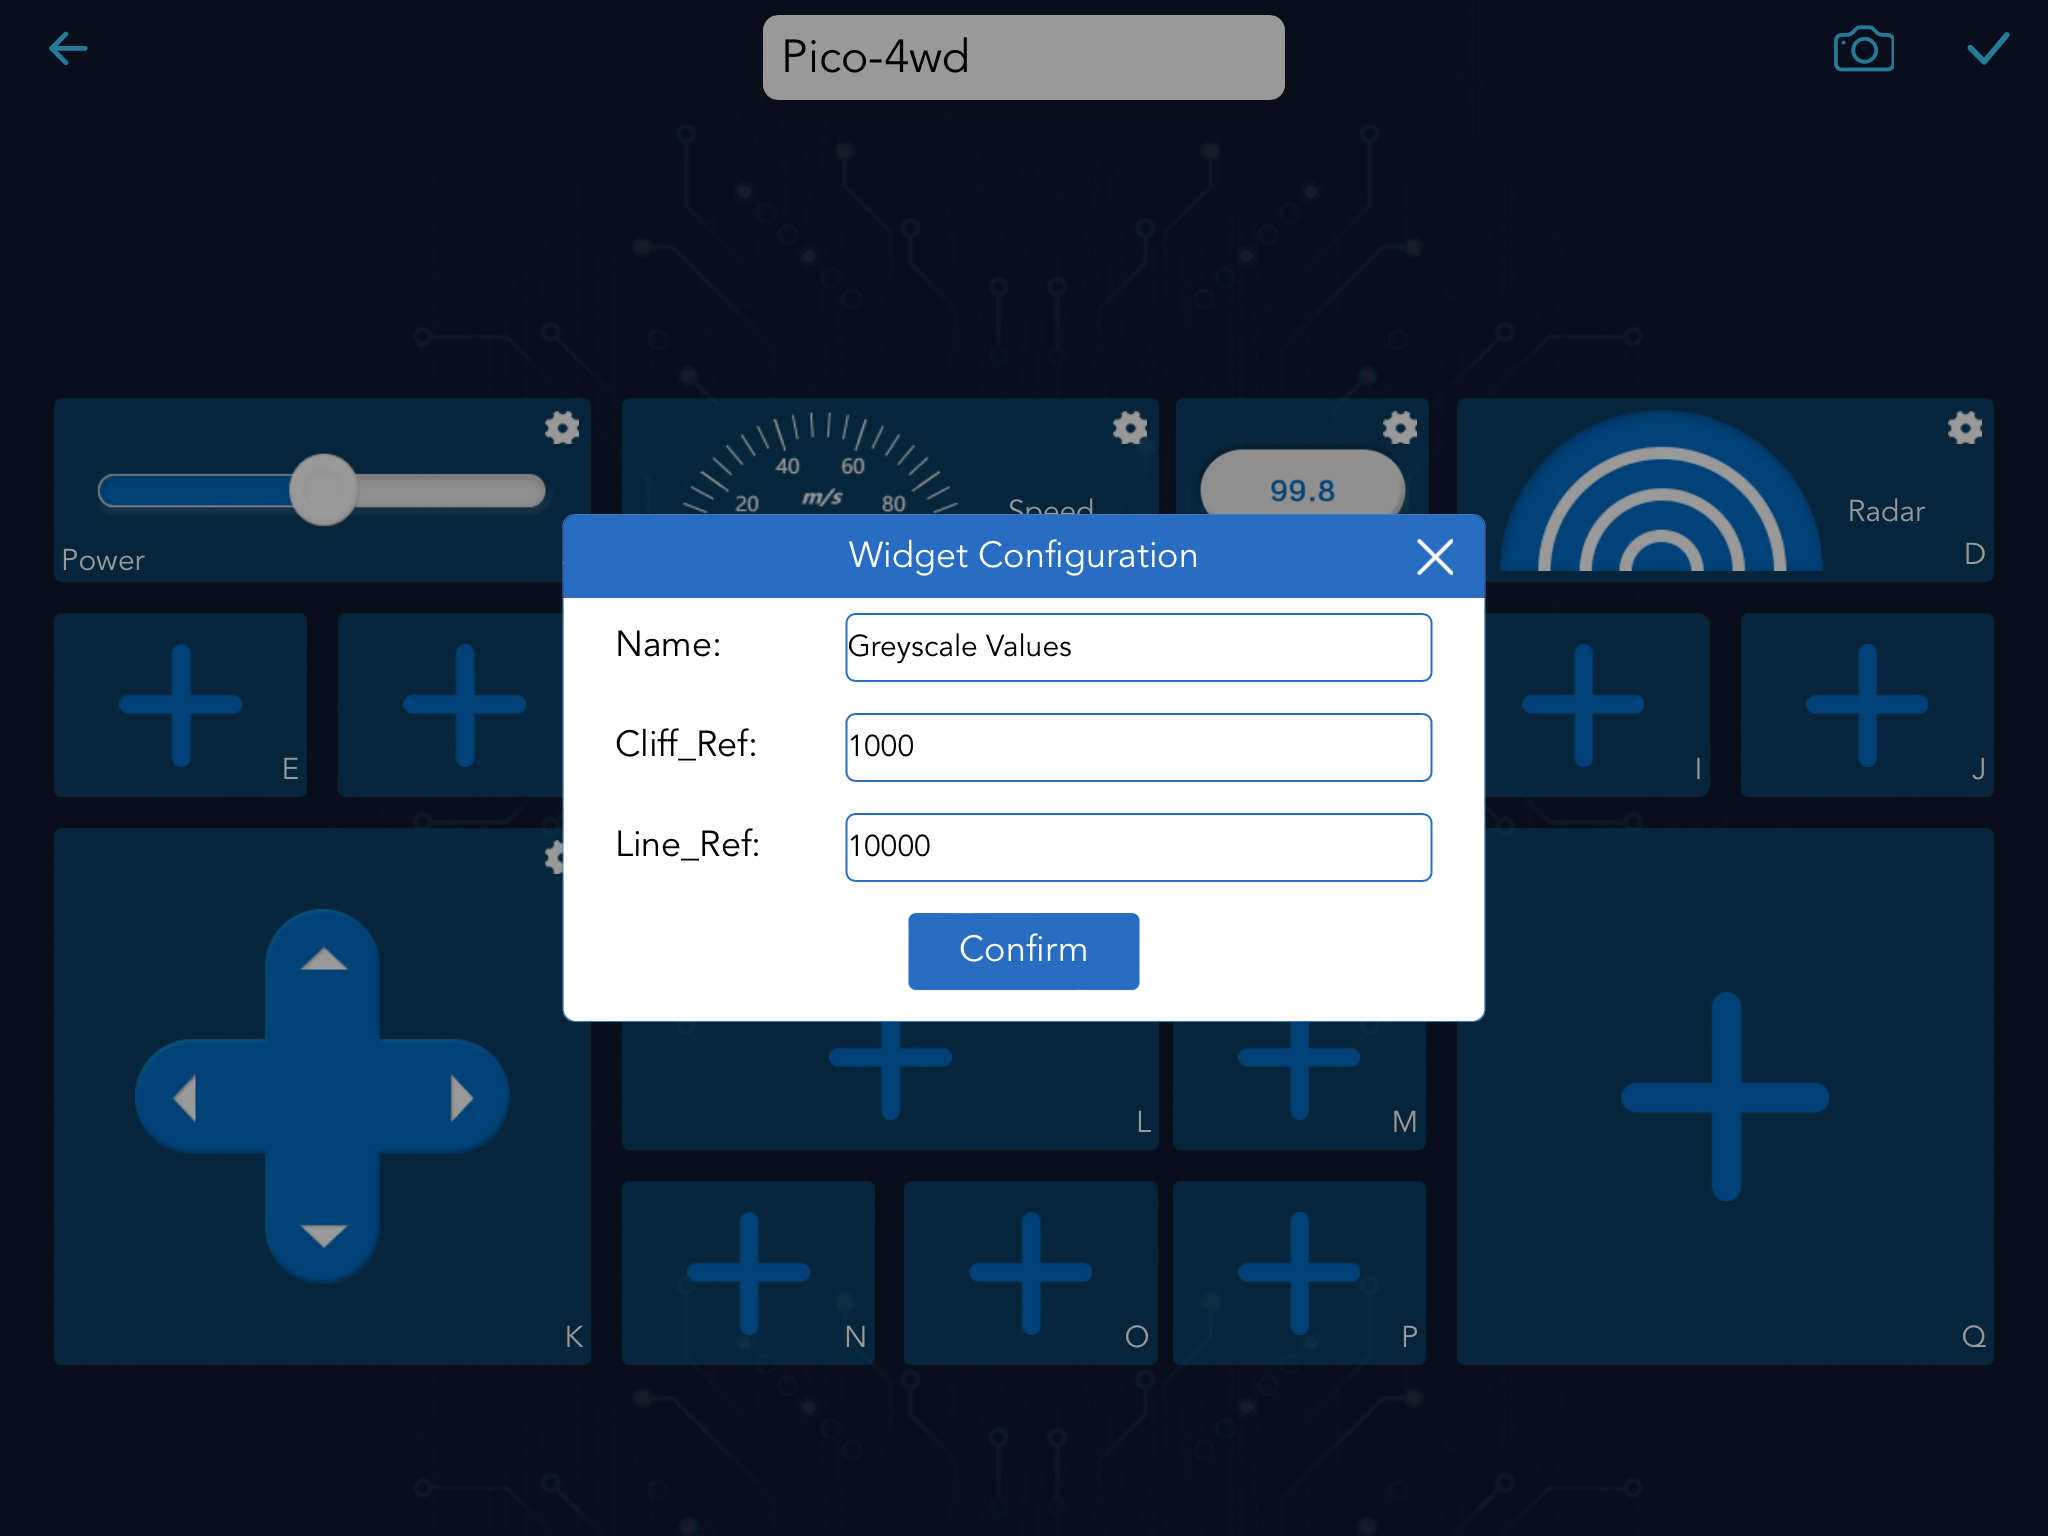 Pico-4wd
40 60
20 m/s 80
Speed
99.8
Radar
D
Power
Widget Configuration
Name: Greyscale Values
Cliff_Ref: 1000
Line_Ref: 10000
Confirm
E
I
J
K
L
M
N
O
P
Q